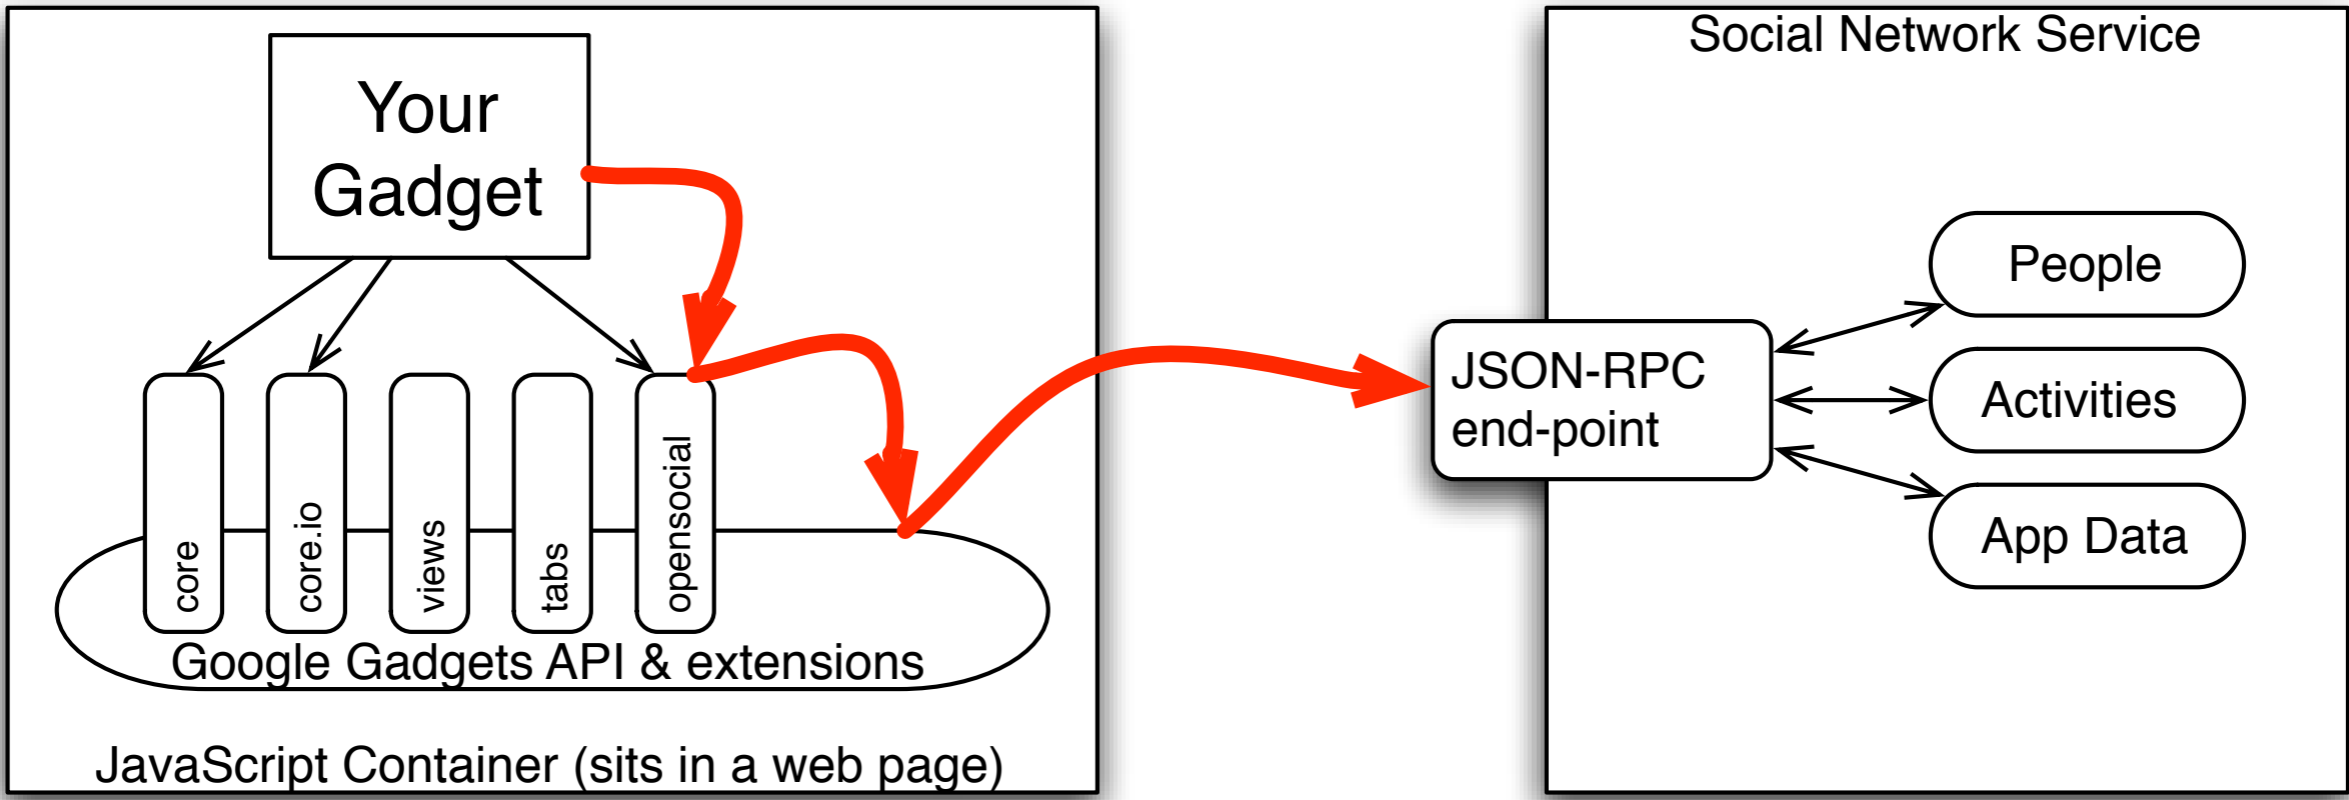 Your
Gadget
core
core.io
views
tabs
opensocial
Google Gadgets API & extensions
JavaScript Container (sits in a web page)
Social Network Service
JSON-RPC
end-point
People
Activities
App Data